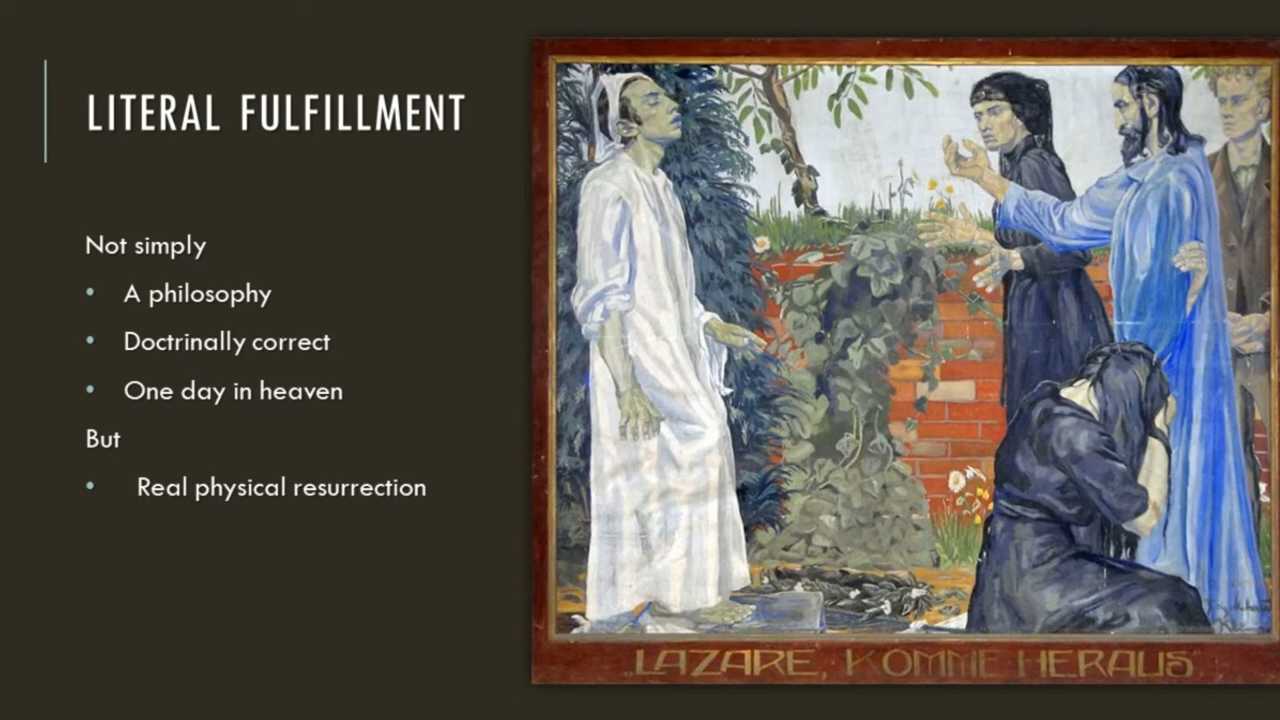 LITERAL FULFILLMENT
Not simply
• A philosophy
• Doctrinally correct
• One day in heaven
But
• Real physical resurrection
„LAZARE, KOMME HERAUS"